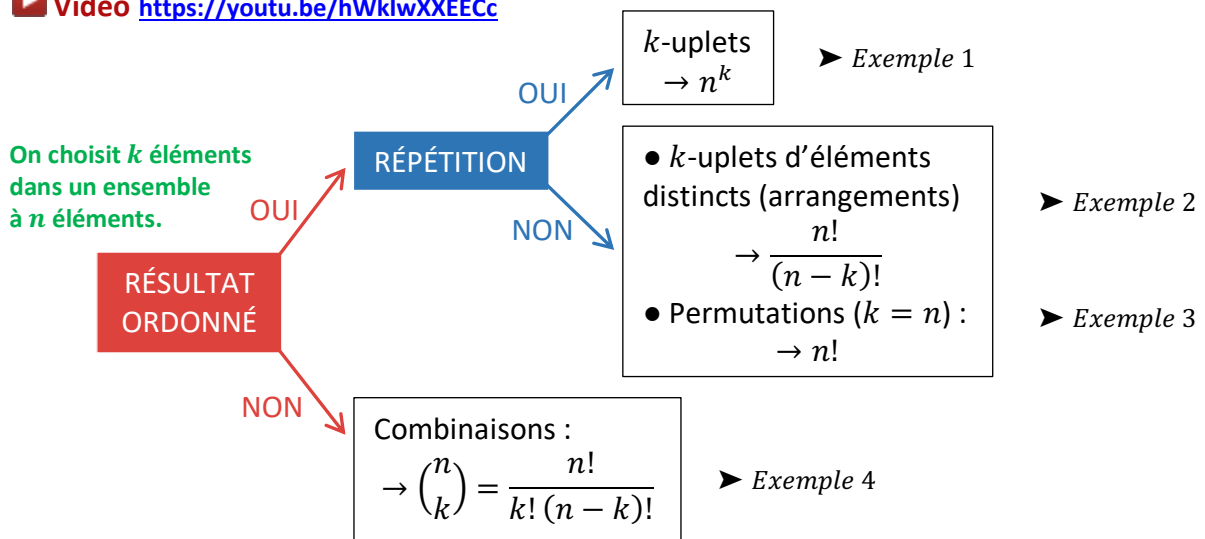 Vidéo https://youtu.be/hWklwXXEECc
On choisit k éléments
dans un ensemble
à n éléments.
RÉSULTAT
ORDONNÉ
OUI
RÉPÉTITION
OUI
k-uplets
→ n^k
➤ Exemple 1
NON
● k-uplets d’éléments
distincts (arrangements)
→ n!/(n − k)!
➤ Exemple 2
● Permutations (k = n) :
→ n!
➤ Exemple 3
NON
Combinaisons :
→ (n k) = n!/(k! (n − k)!)
➤ Exemple 4